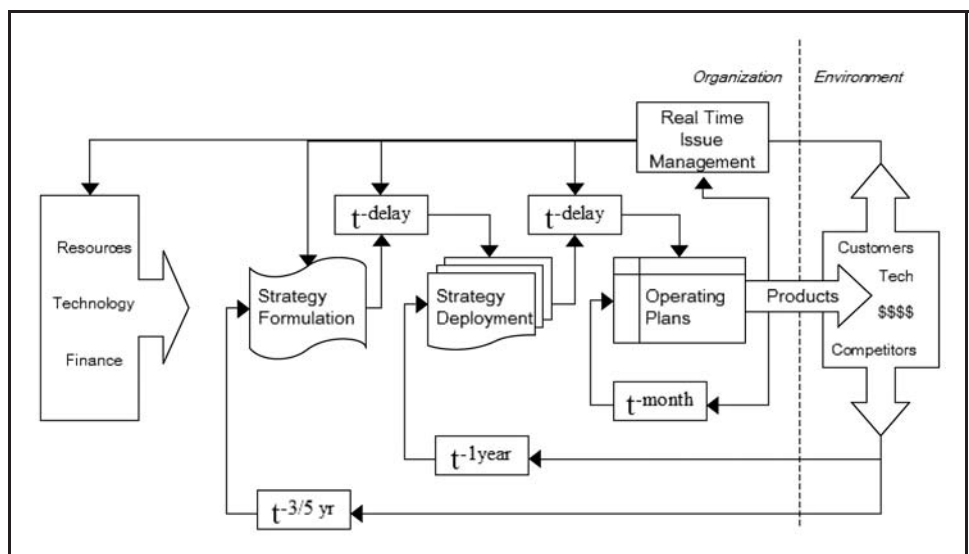 Organization
Environment
Real Time
Issue
Management
t-delay
t-delay
Resources
Technology
Finance
Strategy
Formulation
Strategy
Deployment
Operating
Plans
Products
Customers
Tech
$$$$
Competitors
t-month
t-1year
t-3/5 yr